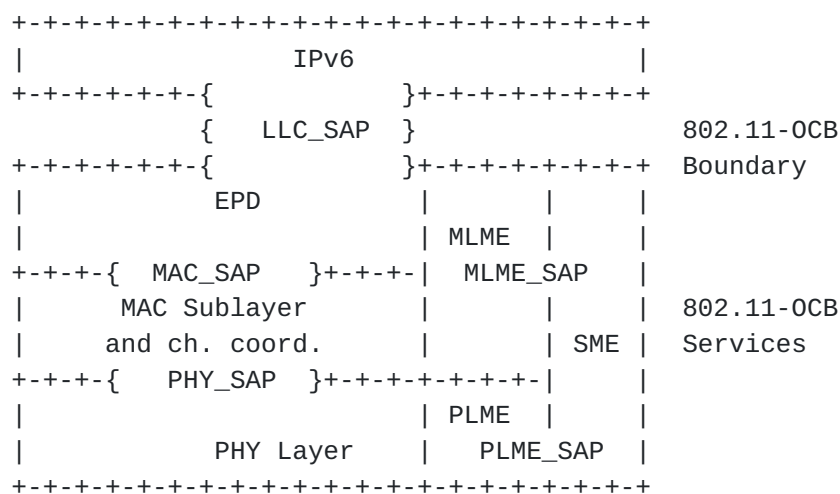 +-+-+-+-+-+-+-+-+-+-+-+-+-+-+-+-+-+-+-+-+
|                 IPv6                  |
+-+-+-+-+-+-{            }+-+-+-+-+-+-+-+
            {   LLC_SAP  }                 802.11-OCB
+-+-+-+-+-+-{            }+-+-+-+-+-+-+-+  Boundary
|            EPD          |       |     |
|                         | MLME  |     |
+-+-+-{  MAC_SAP   }+-+-+-|  MLME_SAP   |
|      MAC Sublayer       |       |     |  802.11-OCB
|     and ch. coord.      |       | SME |  Services
+-+-+-{   PHY_SAP  }+-+-+-+-+-+-+-|     |
|                         | PLME  |     |
|            PHY Layer    |   PLME_SAP  |
+-+-+-+-+-+-+-+-+-+-+-+-+-+-+-+-+-+-+-+-+